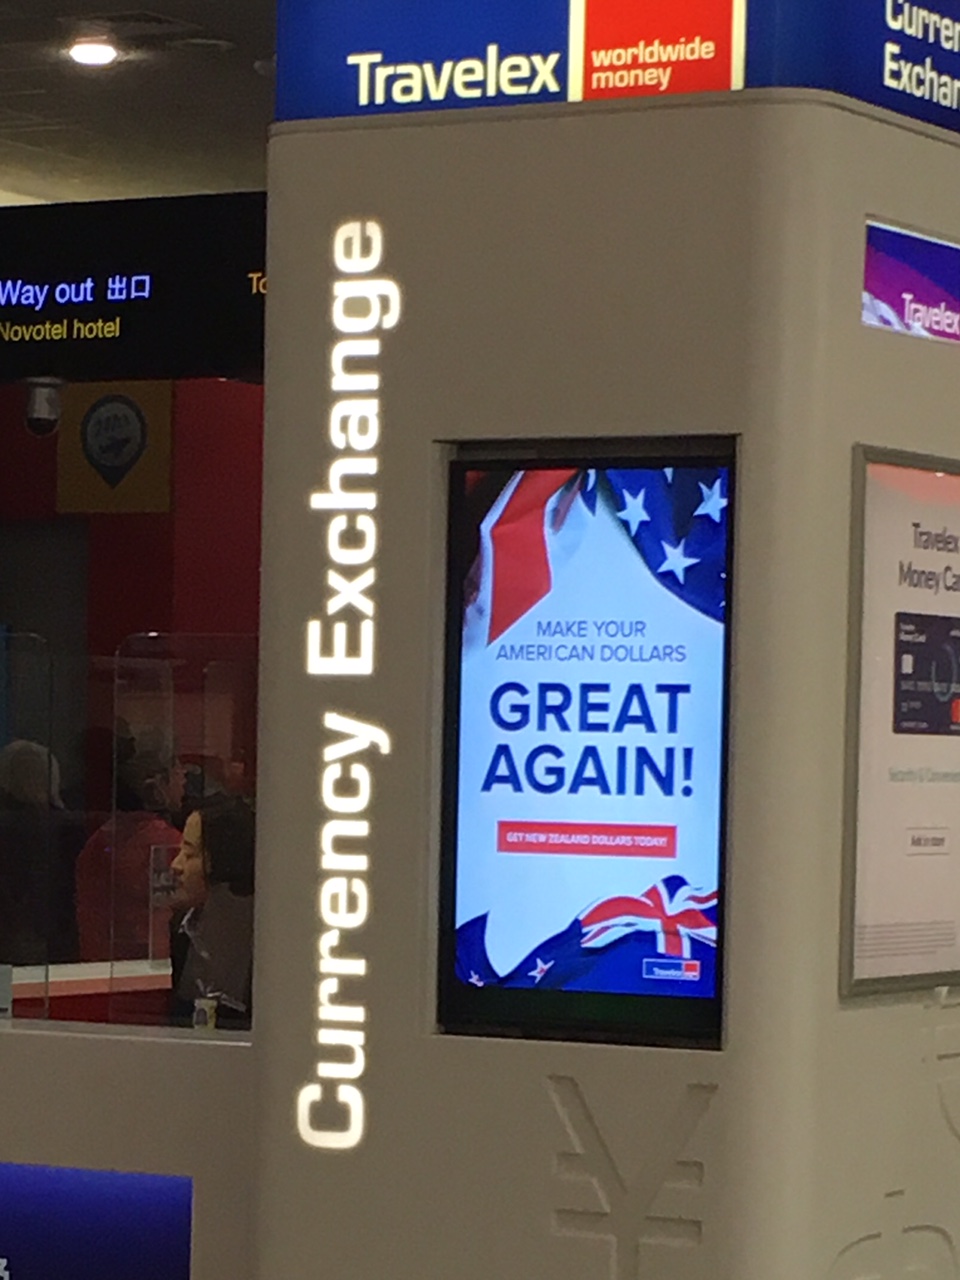 Travelex
worldwide
money
Currency Exchange
Way out 出口
Novotel hotel
Travelex
MAKE YOUR
AMERICAN DOLLARS
GREAT
AGAIN!
GET NEW ZEALAND DOLLARS TODAY!
Travelex
Travelex
Money